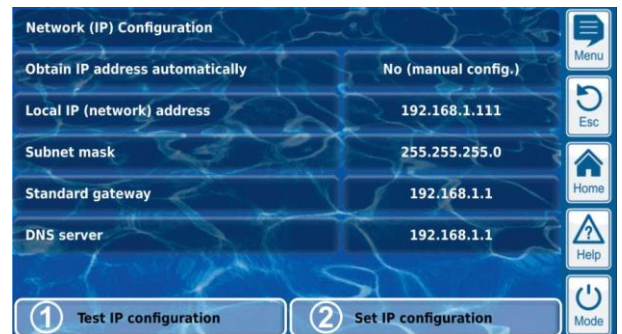 Network (IP) Configuration
Menu
Obtain IP address automatically No (manual config.)
Local IP (network) address 192.168.1.111
Esc
Subnet mask 255.255.255.0
Standard gateway 192.168.1.1
Home
DNS server 192.168.1.1
Help
1 Test IP configuration 2 Set IP configuration
Mode